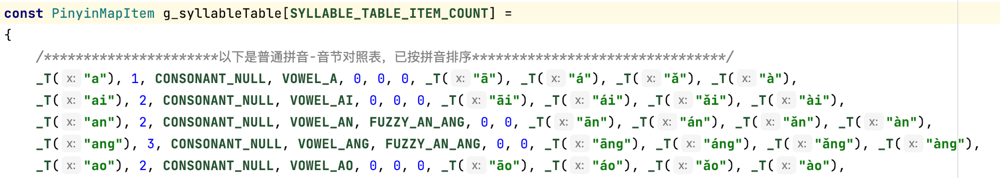 const PinyinMapItem g_syllableTable[SYLLABLE_TABLE_ITEM_COUNT] =
{
/**********************以下是普通拼音-音节对照表，已按拼音排序********************************/
_T( x: "a"), 1, CONSONANT_NULL, VOWEL_A, 0, 0, 0, _T( x: "ā"), _T( x: "á"), _T( x: "ǎ"), _T( x: "à"),
_T( x: "ai"), 2, CONSONANT_NULL, VOWEL_AI, 0, 0, 0, _T( x: "āi"), _T( x: "ái"), _T( x: "ǎi"), _T( x: "ài"),
_T( x: "an"), 2, CONSONANT_NULL, VOWEL_AN, FUZZY_AN_ANG, 0, 0, _T( x: "ān"), _T( x: "án"), _T( x: "ǎn"), _T( x: "àn"),
_T( x: "ang"), 3, CONSONANT_NULL, VOWEL_ANG, FUZZY_AN_ANG, 0, 0, _T( x: "āng"), _T( x: "áng"), _T( x: "ǎng"), _T( x: "àng"),
_T( x: "ao"), 2, CONSONANT_NULL, VOWEL_AO, 0, 0, 0, _T( x: "āo"), _T( x: "áo"), _T( x: "ǎo"), _T( x: "ào"),